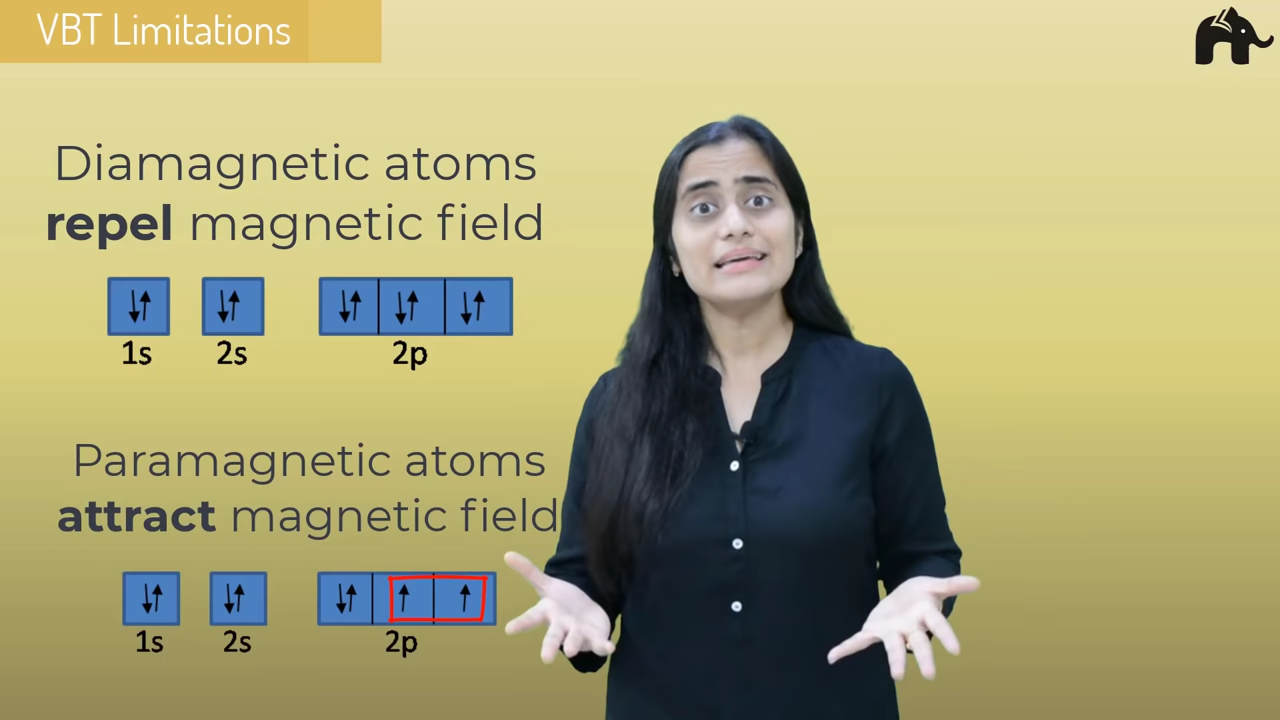 VBT Limitations
Diamagnetic atoms
repel magnetic field
1s 2s 2p
Paramagnetic atoms
attract magnetic field
1s 2s 2p